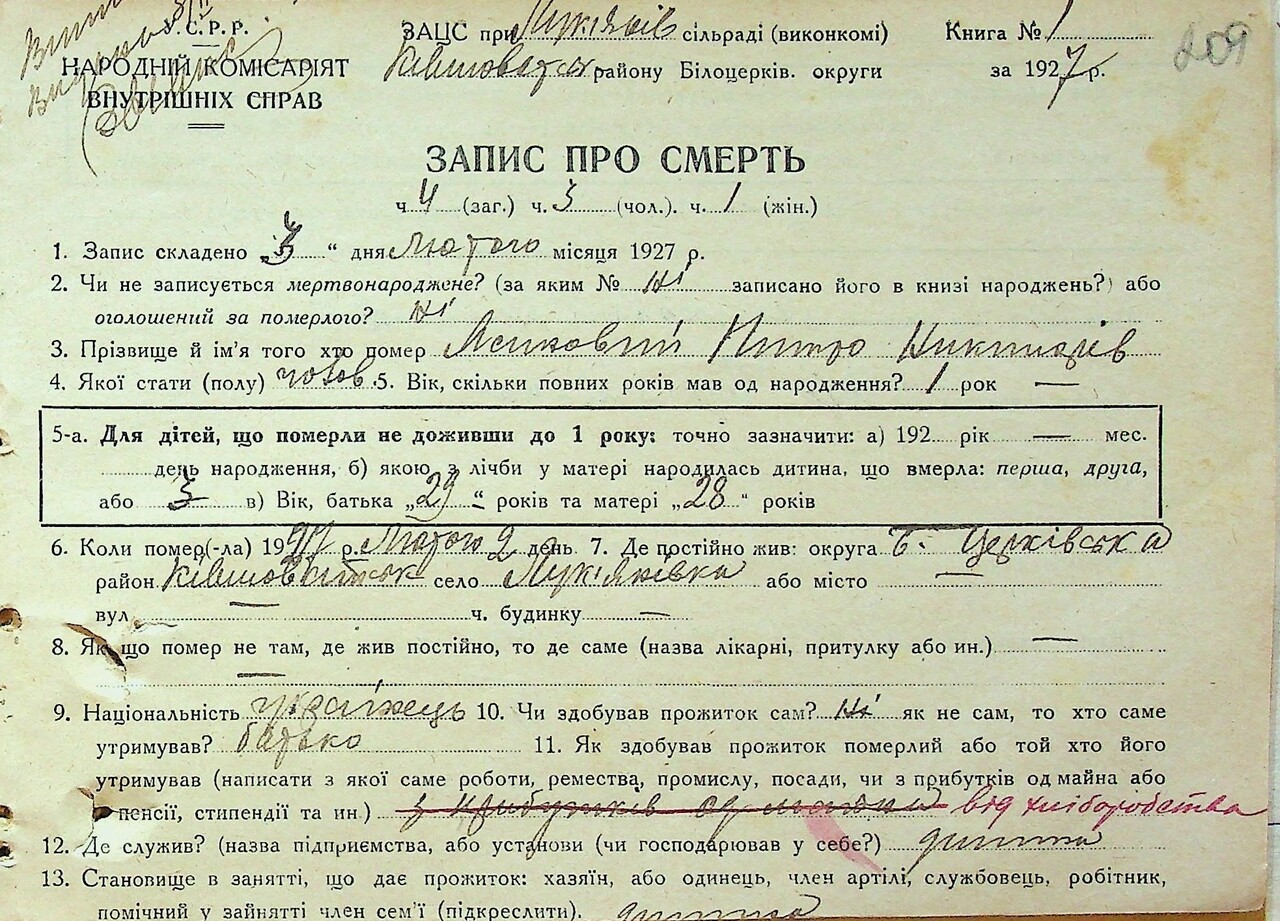 У.С.Р.Р.
НАРОДНІЙ КОМІСАРІЯТ
ВНУТРІШНІХ СПРАВ
ЗАЦС при сільраді (виконкомі) Книга № 1
району Білоцерків. округи за 1927 р.
209
ЗАПИС ПРО СМЕРТЬ
ч. 4 (заг.) ч. 3 (чол.). ч. 1 (жін.)
1. Запис складено „ “ дня Лютого місяця 1927 р.
2. Чи не записується мертвонароджене? (за яким № ні записано його в книзі народжень?) або
оголошений за померлого? ні
3. Прізвище й ім'я того хто помер
4. Якої стати (полу) чолов. 5. Вік, скільки повних років мав од народження? 1 рок —
5-а. Для дітей, що померли не доживши до 1 року: точно зазначити: а) 192 рік — мес.
день народження, б) якою з лічби у матері народилась дитина, що вмерла: перша, друга,
або 3 в) Вік, батька „29“ років та матері „28“ років
6. Коли помер,(-ла) 1927 р. Лютого 2 день 7. Де постійно жив: округа Б. Церківська
район село або місто —
вул. — ч. будинку —
8. Якщо помер не там, де жив постійно, то де саме (назва лікарні, притулку або ин.) —
—
9. Національність українець 10. Чи здобував прожиток сам? ні як не сам, то хто саме
утримував? батько 11. Як здобував прожиток померлий або той хто його
утримував (написати з якої саме роботи, ремества, промислу, посади, чи з прибутків од майна або
пенсії, стипендії та ин.) від хліборобства
12. Де служив? (назва підприємства, або установи (чи господарював у себе?) дитина
13. Становище в занятті, що дає прожиток: хазяїн, або одинець, член артілі, службовець, робітник,
помічний у зайнятті член сем'ї (підкреслити). дитина